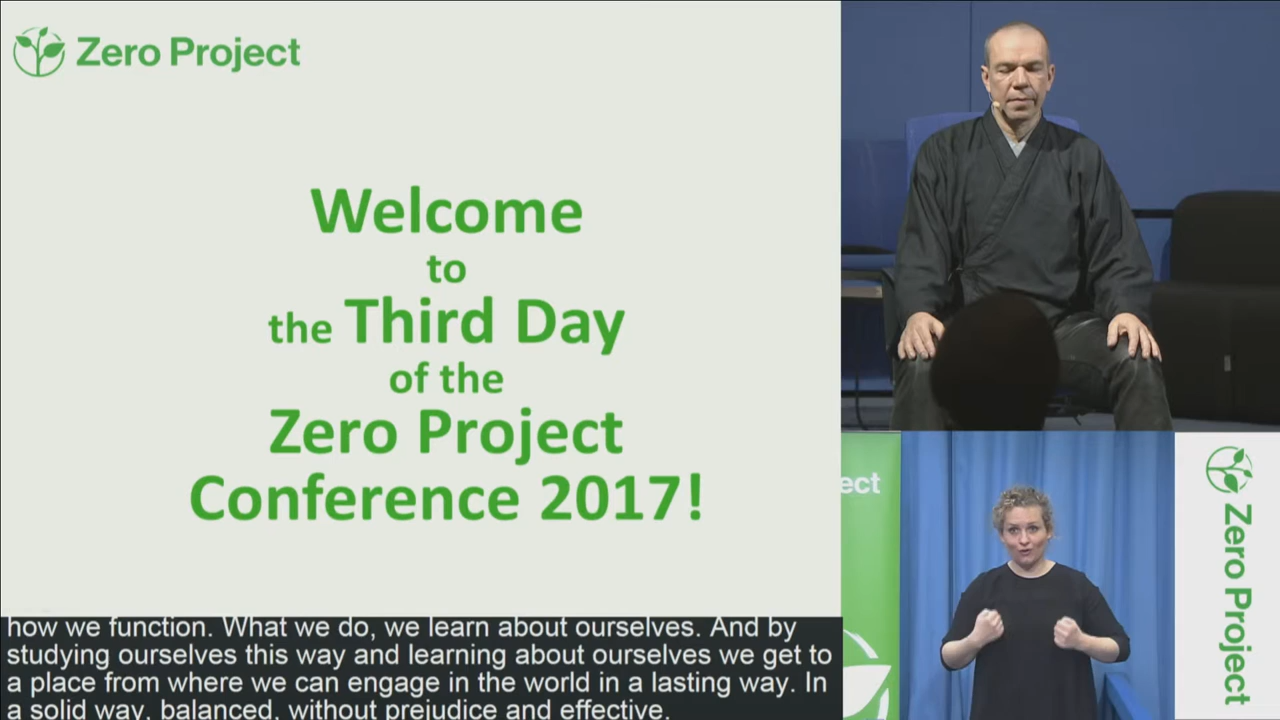 Zero Project
Welcome
to
the Third Day
of the
Zero Project
Conference 2017!
how we function. What we do, we learn about ourselves. And by
studying ourselves this way and learning about ourselves we get to
a place from where we can engage in the world in a lasting way. In
a solid way, balanced, without prejudice and effective.
ect
Zero Project